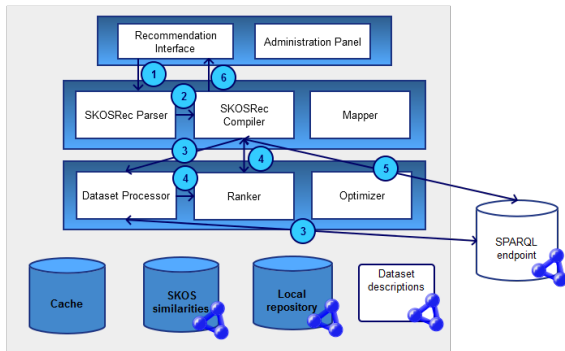 Recommendation
Interface
Administration Panel
1
6
2
SKOSRec Parser
SKOSRec
Compiler
Mapper
3
4
5
4
Dataset Processor
Ranker
Optimizer
3
SPARQL
endpoint
Cache
SKOS
similarities
Local
repository
Dataset
descriptions